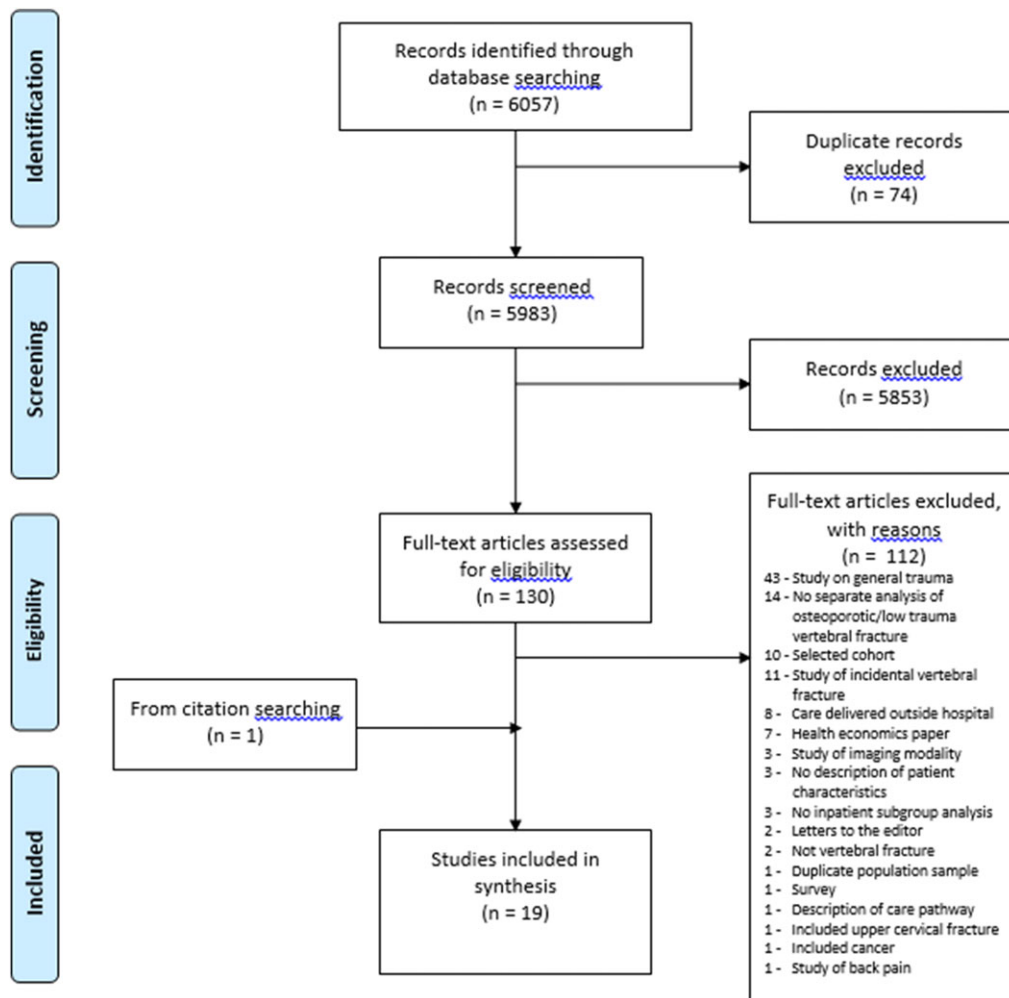 Identification
Records identified through
database searching
(n = 6057)
Duplicate records
excluded
(n = 74)
Screening
Records screened
(n = 5983)
Records excluded
(n = 5853)
Eligibility
Full-text articles assessed
for eligibility
(n = 130)
Full-text articles excluded,
with reasons
(n = 112)
43 - Study on general trauma
14 - No separate analysis of
osteoporotic/low trauma
vertebral fracture
10 - Selected cohort
11 - Study of incidental vertebral
fracture
8 - Care delivered outside hospital
7 - Health economics paper
3 - Study of imaging modality
3 - No description of patient
characteristics
3 - No inpatient subgroup analysis
2 - Letters to the editor
2 - Not vertebral fracture
1 - Duplicate population sample
1 - Survey
1 - Description of care pathway
1 - Included upper cervical fracture
1 - Included cancer
1 - Study of back pain
From citation searching
(n = 1)
Included
Studies included in
synthesis
(n = 19)